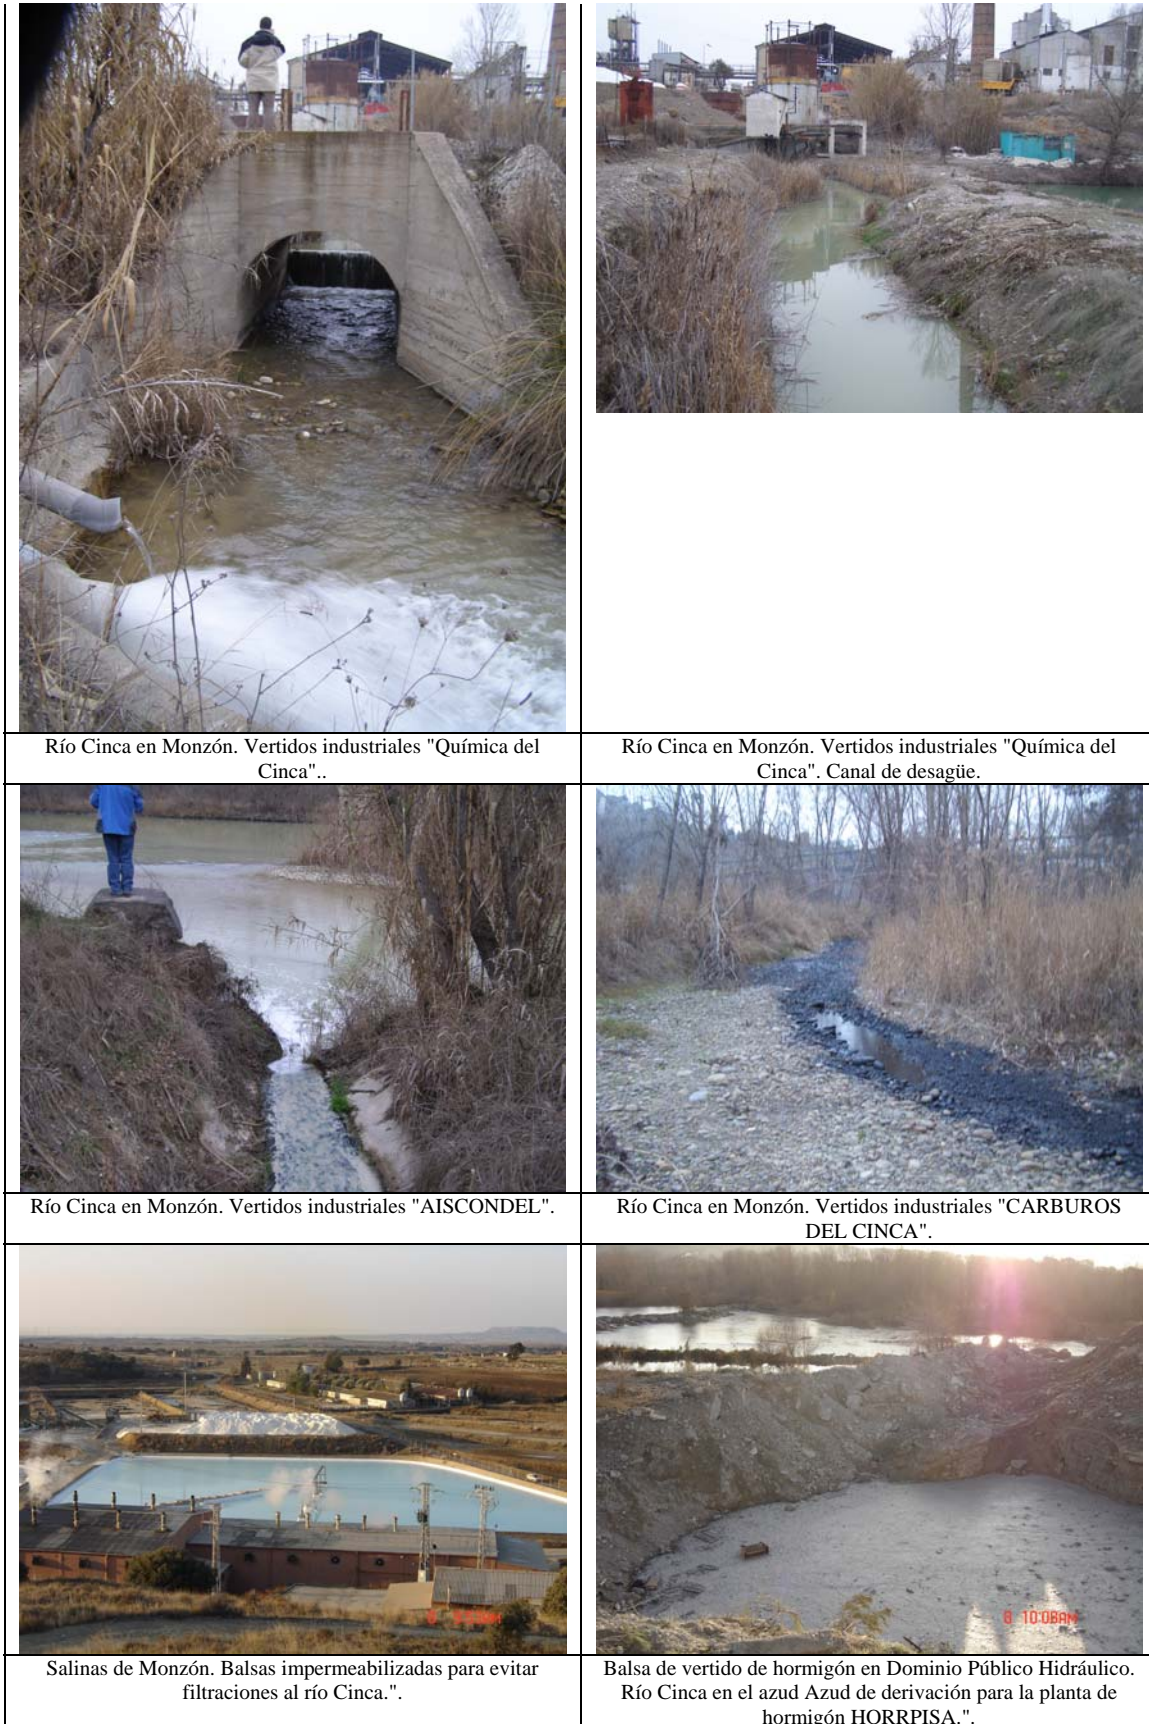 Río Cinca en Monzón. Vertidos industriales "Química del
Cinca"..
Río Cinca en Monzón. Vertidos industriales "Química del
Cinca". Canal de desagüe.
Río Cinca en Monzón. Vertidos industriales "AISCONDEL".
Río Cinca en Monzón. Vertidos industriales "CARBUROS
DEL CINCA".
8 10:08AM
Salinas de Monzón. Balsas impermeabilizadas para evitar
filtraciones al río Cinca.".
Balsa de vertido de hormigón en Dominio Público Hidráulico.
Río Cinca en el azud Azud de derivación para la planta de
hormigón HORRPISA.".